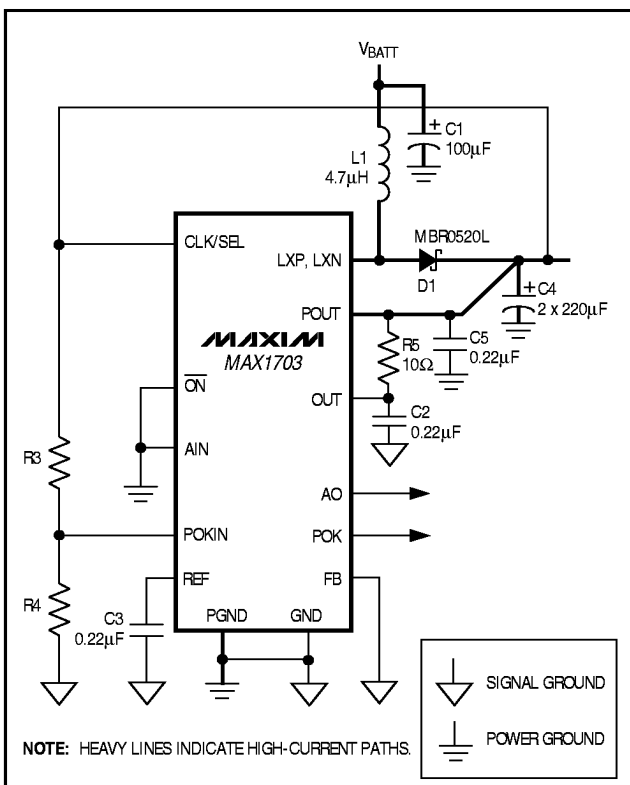 VBATT
C1
100µF
L1
4.7µH
MBR0520L
D1
C4
2 x 220µF
CLK/SEL
LXP, LXN
POUT
MAXIM
MAX1703
R5
10Ω
C5
0.22µF
ON
OUT
C2
0.22µF
AIN
R3
AO
POKIN
POK
REF
FB
R4
C3
0.22µF
PGND
GND
SIGNAL GROUND
POWER GROUND
NOTE: HEAVY LINES INDICATE HIGH-CURRENT PATHS.